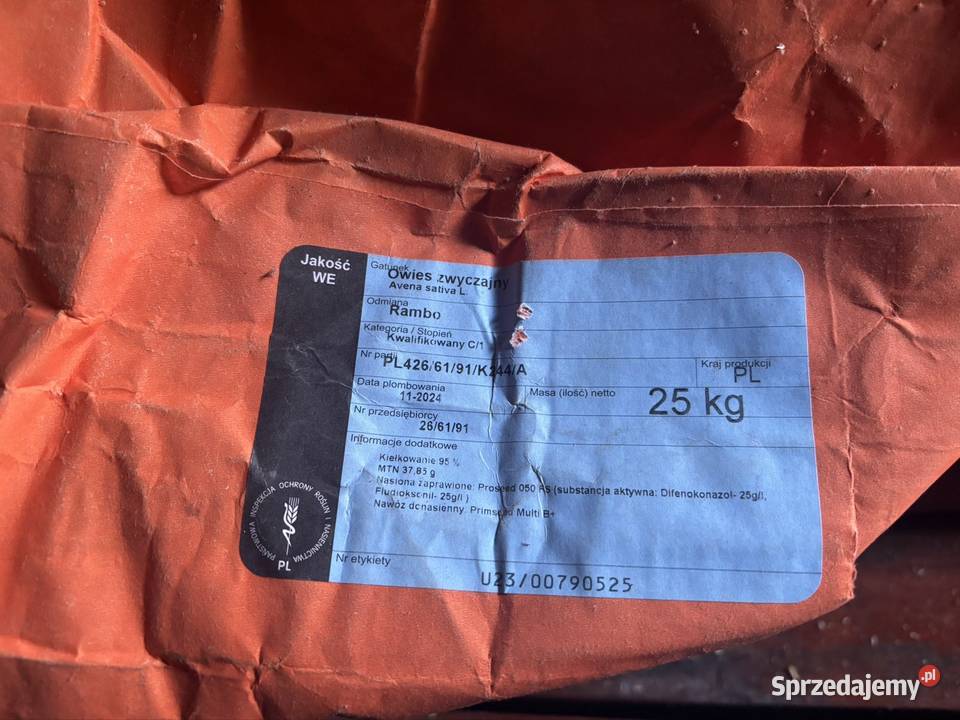 Jakość
WE
Gatunek
Owies zwyczajny
Avena sativa L.
Odmiana
Rambo
Kategoria / Stopień
Kwalifikowany C/1
Nr partii
PL426/61/91/K244/A
Kraj produkcji
PL
Data plombowania
11-2024
Masa (ilość) netto
25 kg
Nr przedsiębiorcy
26/61/91
Informacje dodatkowe
Kiełkowanie 95 %
MTN 37,85 g
Nasiona zaprawione: Proseed 050 FS (substancja aktywna: Difenokonazol- 25g/l,
Fludioksonil- 25g/l )
Nawóz donasienny: Primseed Multi B+
PAŃSTWOWA INSPEKCJA OCHRONY ROŚLIN I NASIENNICTWA
PL
Nr etykiety
U23/00790525
Sprzedajemy.pl